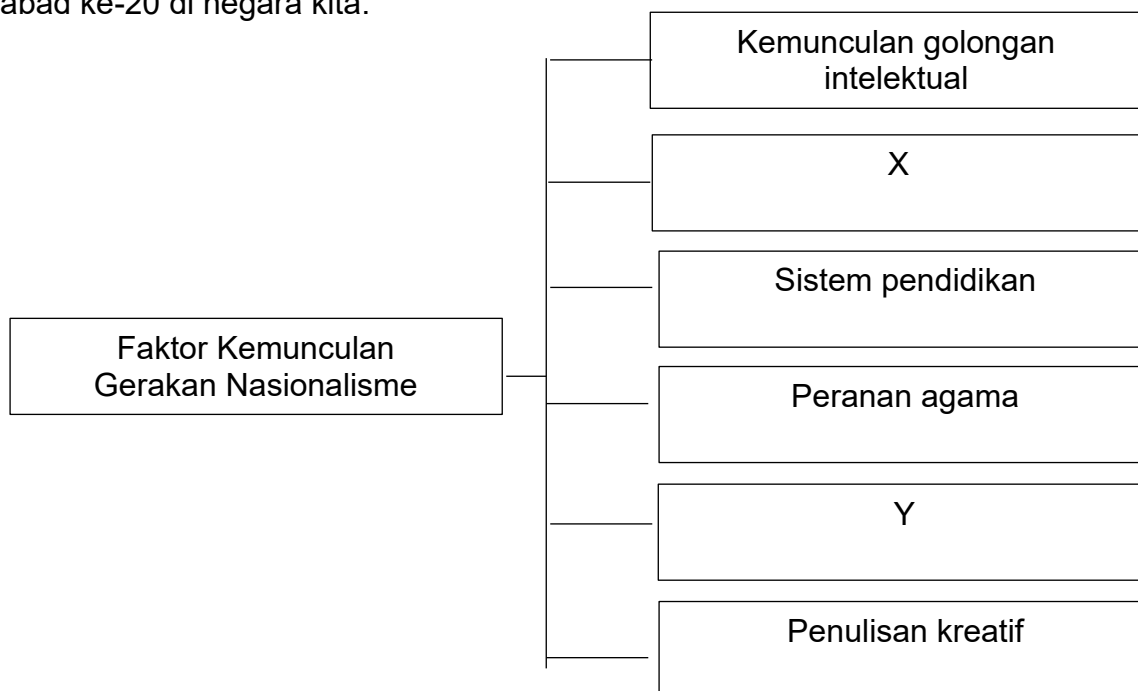 abad ke-20 di negara kita.
Kemunculan golongan
intelektual
X
Sistem pendidikan
Faktor Kemunculan
Gerakan Nasionalisme
Peranan agama
Y
Penulisan kreatif